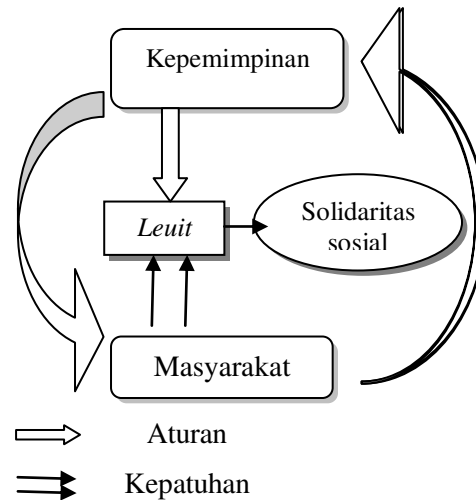 Kepemimpinan
Leuit
Solidaritas
sosial
Masyarakat
Aturan
Kepatuhan